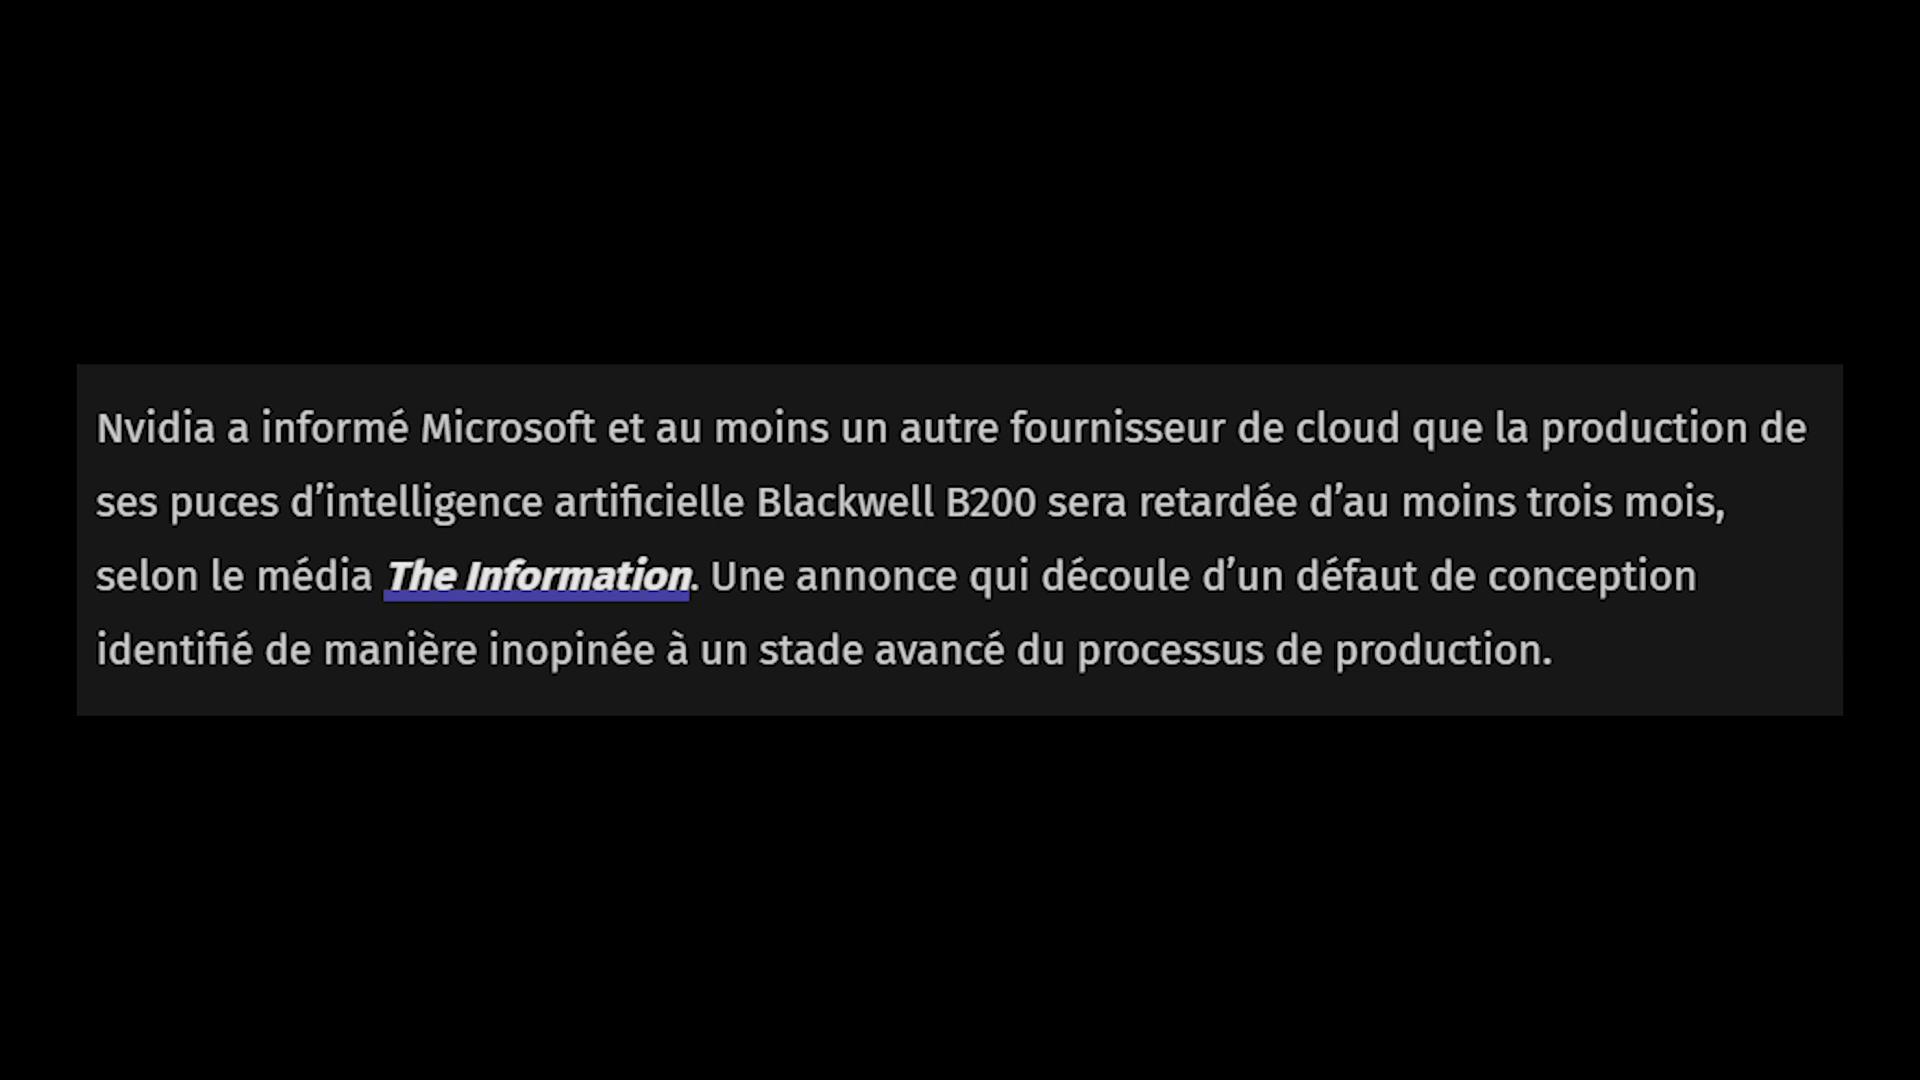 Nvidia a informé Microsoft et au moins un autre fournisseur de cloud que la production de
ses puces d’intelligence artificielle Blackwell B200 sera retardée d’au moins trois mois,
selon le média The Information. Une annonce qui découle d’un défaut de conception
identifié de manière inopinée à un stade avancé du processus de production.